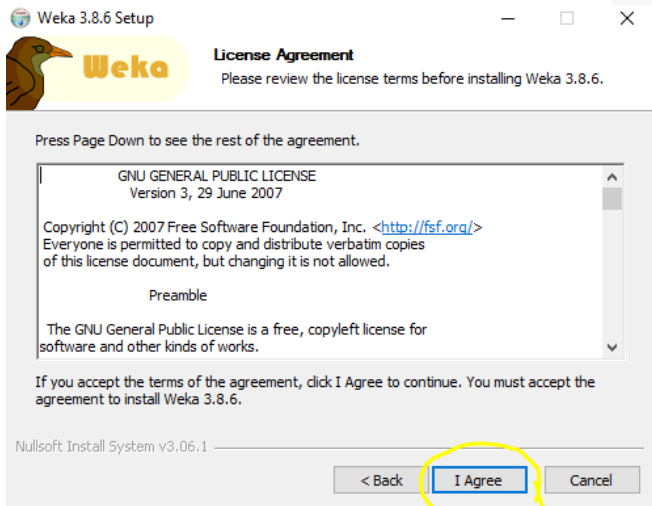 Weka 3.8.6 Setup
Weka
License Agreement
Please review the license terms before installing Weka 3.8.6.
Press Page Down to see the rest of the agreement.
GNU GENERAL PUBLIC LICENSE
Version 3, 29 June 2007
Copyright (C) 2007 Free Software Foundation, Inc. <http://fsf.org/>
Everyone is permitted to copy and distribute verbatim copies
of this license document, but changing it is not allowed.
Preamble
The GNU General Public License is a free, copyleft license for
software and other kinds of works.
If you accept the terms of the agreement, click I Agree to continue. You must accept the
agreement to install Weka 3.8.6.
Nullsoft Install System v3.06.1
< Back I Agree Cancel